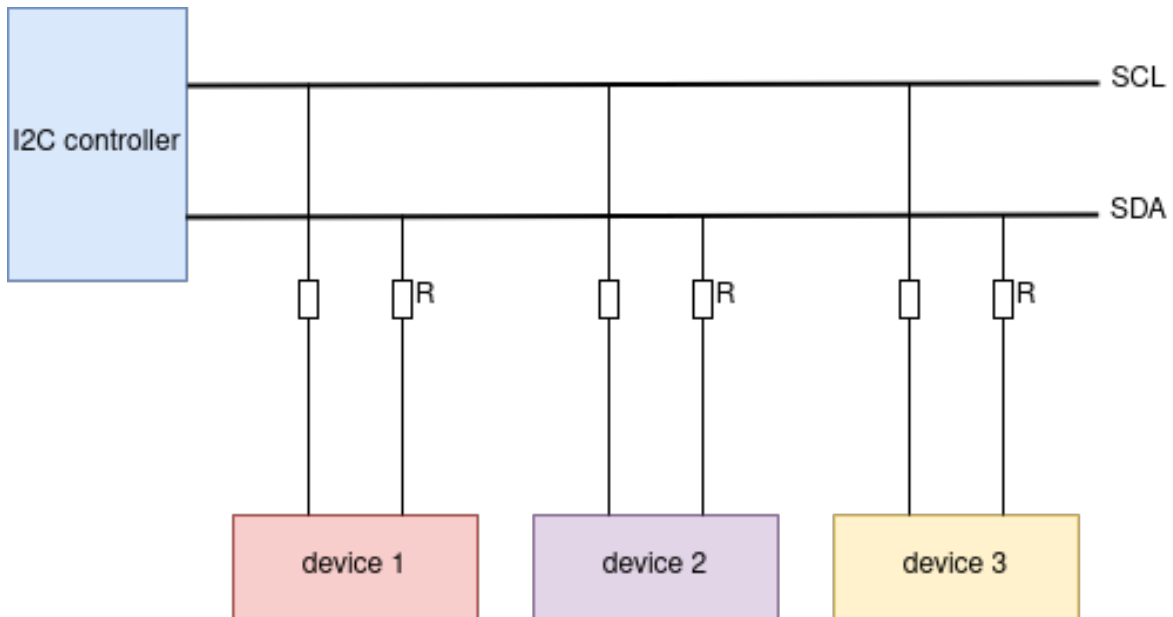 SCL
I2C controller
SDA
R
R
R
device 1
device 2
device 3